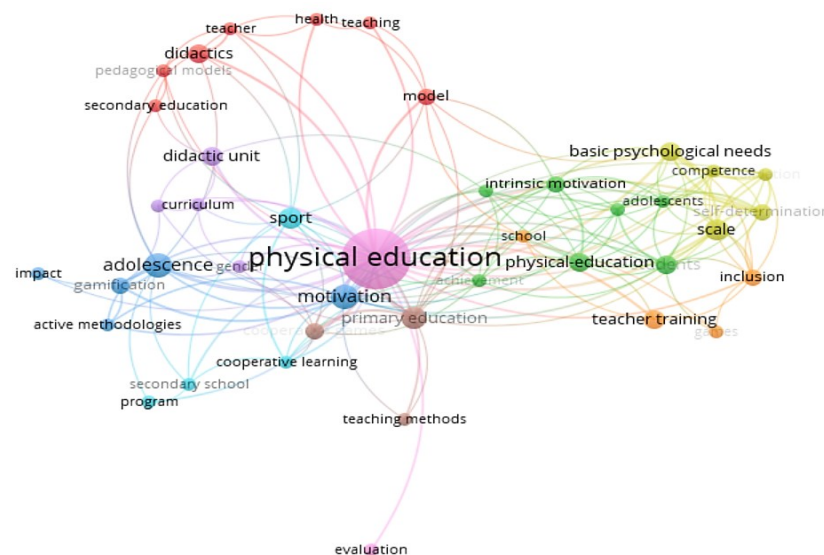 health
teaching
teacher
didactics
pedagogical models
secondary education
model
didactic unit
basic psychological needs
competence
intrinsic motivation
adolescents
curriculum
self-determination
sport
scale
school
physical education
adolescence
gender
physical-education
impact
gamification
achievement
inclusion
motivation
active methodologies
primary education
teacher training
games
cooperative learning
secondary school
program
teaching methods
evaluation